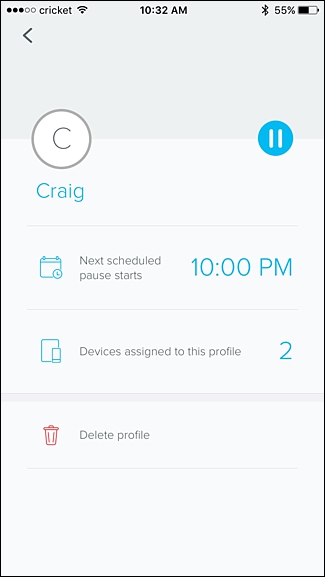 cricket 10:32 AM 55%
C
Craig
Next scheduled
pause starts
10:00 PM
Devices assigned to this profile 2
Delete profile